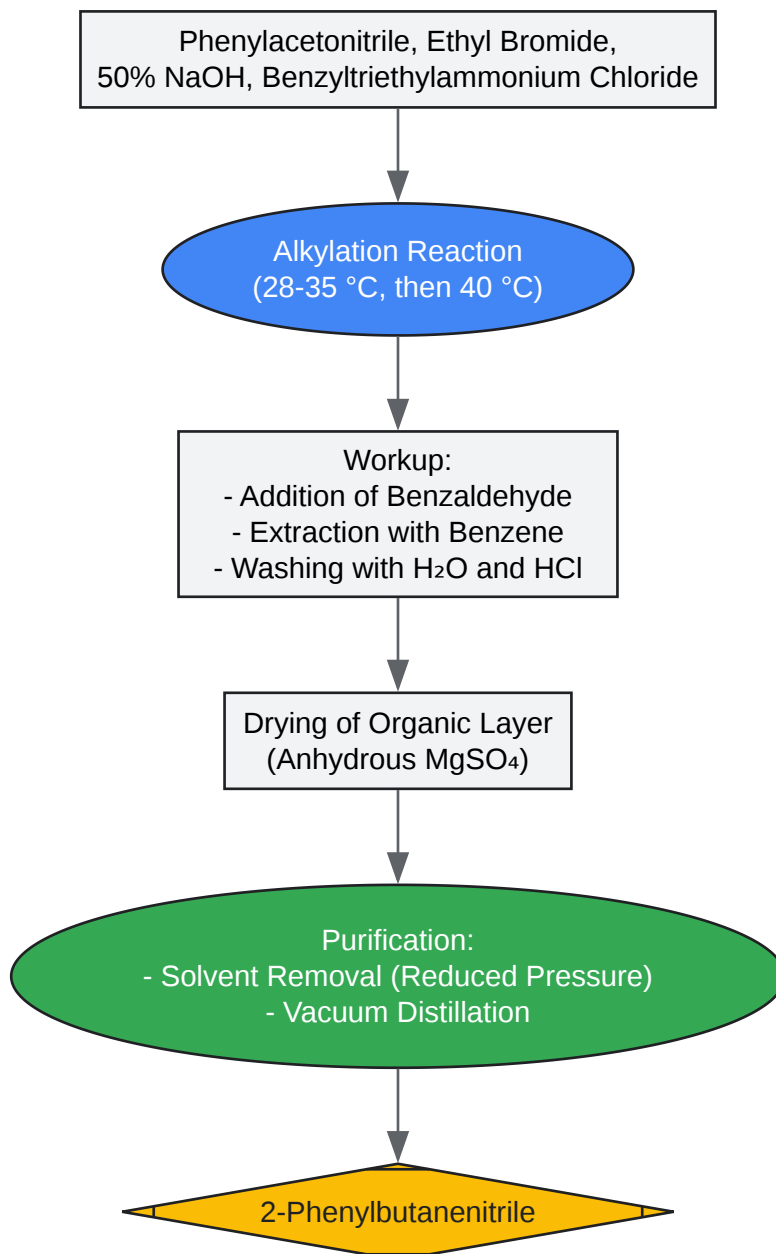 Phenylacetonitrile, Ethyl Bromide,
50% NaOH, Benzyltriethylammonium Chloride
Alkylation Reaction
(28-35 °C, then 40 °C)
Workup:
- Addition of Benzaldehyde
- Extraction with Benzene
- Washing with H₂O and HCl
Drying of Organic Layer
(Anhydrous MgSO₄)
Purification:
- Solvent Removal (Reduced Pressure)
- Vacuum Distillation
2-Phenylbutanenitrile